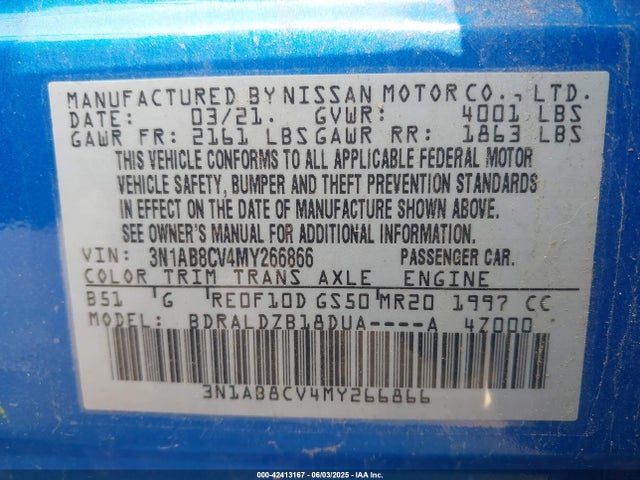 MANUFACTURED BY NISSAN MOTOR CO., LTD.
DATE: 03/21. GVWR: 4001 LBS
GAWR FR: 2161 LBS GAWR RR: 1863 LBS
THIS VEHICLE CONFORMS TO ALL APPLICABLE FEDERAL MOTOR
VEHICLE SAFETY, BUMPER AND THEFT PREVENTION STANDARDS
IN EFFECT ON THE DATE OF MANUFACTURE SHOWN ABOVE.
SEE OWNER'S MANUAL FOR ADDITIONAL INFORMATION.
VIN: 3N1AB8CV4MY266866 PASSENGER CAR.
COLOR TRIM TRANS AXLE ENGINE
B51 G RE0F10D GS50 MR20 1997 CC
MODEL: BDRALDZB18DUA----A 4Z000
3N1AB8CV4MY266866
000-42413167 - 06/03/2025 - IAA Inc.